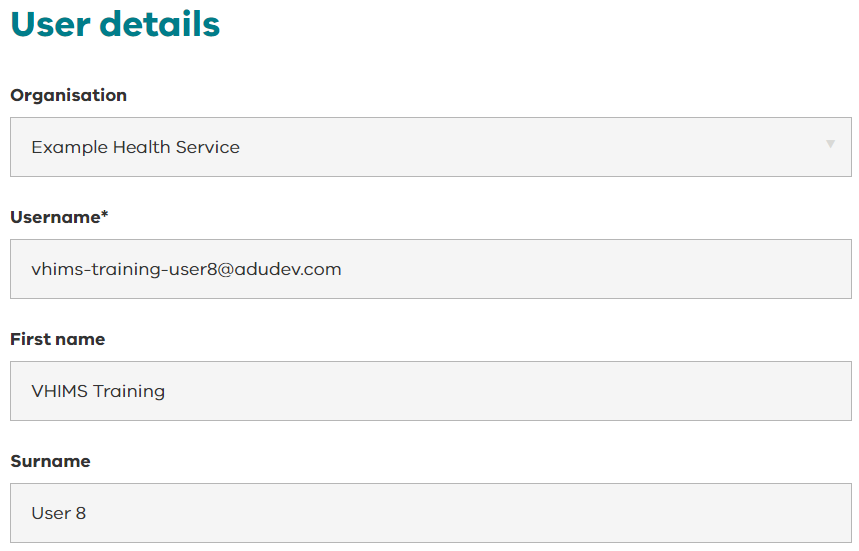 User details
Organisation
Example Health Service
Username*
vhims-training-user8@adudev.com
First name
VHIMS Training
Surname
User 8